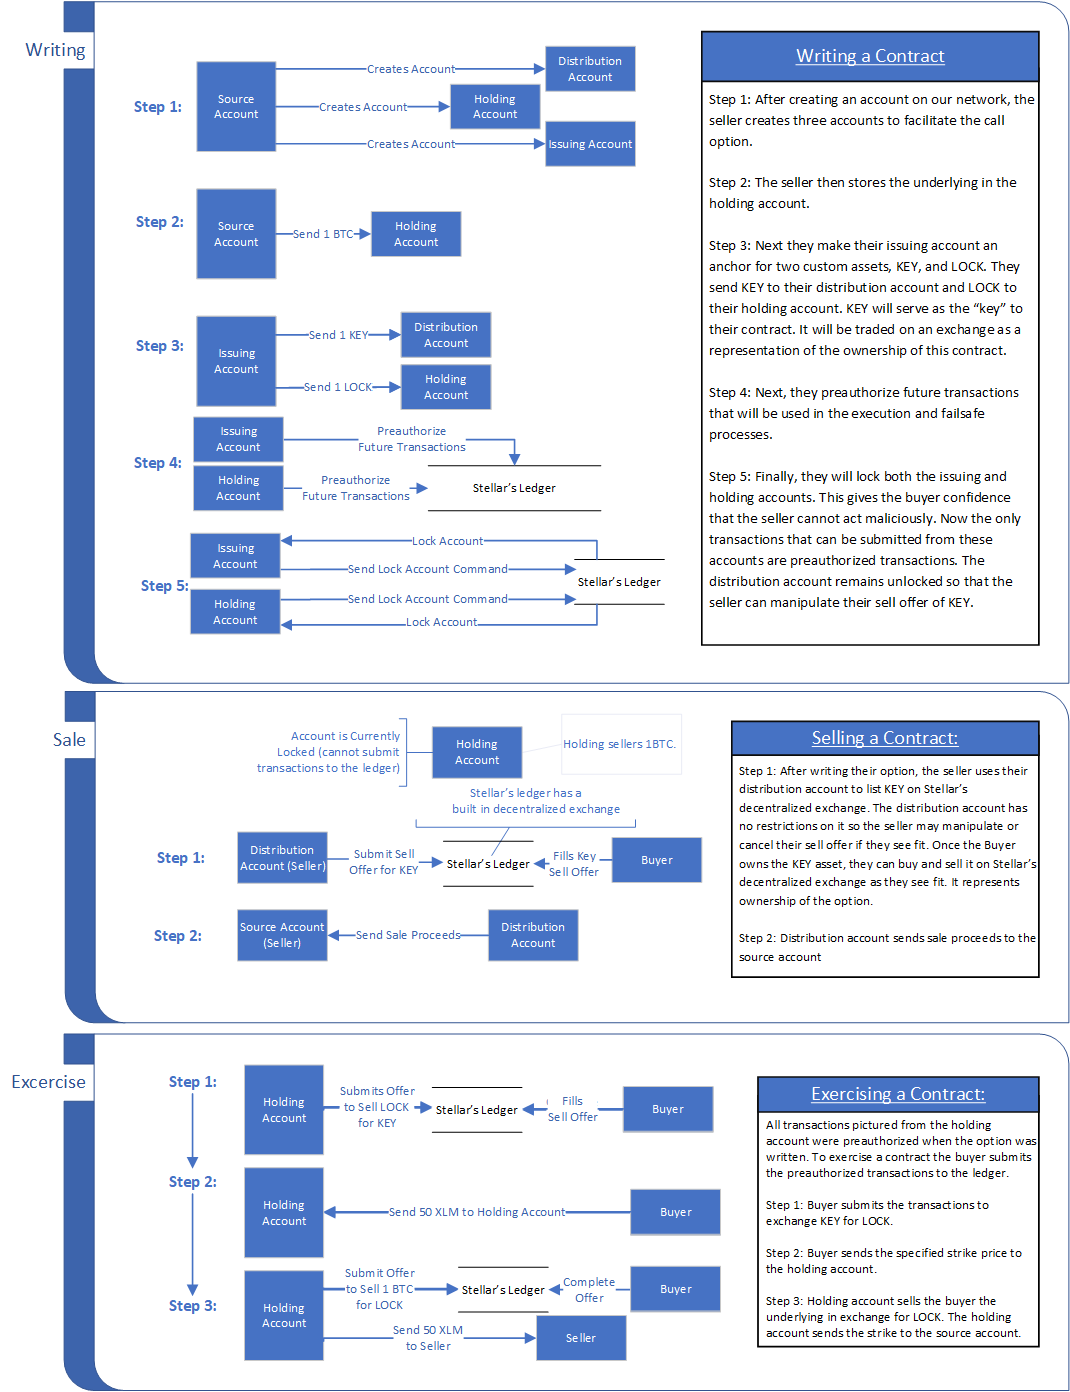 Writing
Step 1:
Source
Account
Creates Account
Distribution
Account
Creates Account
Holding
Account
Creates Account
Issuing Account
Step 2:
Source
Account
Send 1 BTC
Holding
Account
Step 3:
Issuing
Account
Send 1 KEY
Distribution
Account
Send 1 LOCK
Holding
Account
Step 4:
Issuing
Account
Preauthorize
Future Transactions
Holding
Account
Preauthorize
Future Transactions
Stellar's Ledger
Step 5:
Issuing
Account
Lock Account
Send Lock Account Command
Stellar's Ledger
Holding
Account
Send Lock Account Command
Lock Account
Writing a Contract
Step 1: After creating an account on our network, the
seller creates three accounts to facilitate the call
option.
Step 2: The seller then stores the underlying in the
holding account.
Step 3: Next they make their issuing account an
anchor for two custom assets, KEY, and LOCK. They
send KEY to their distribution account and LOCK to
their holding account. KEY will serve as the “key” to
their contract. It will be traded on an exchange as a
representation of the ownership of this contract.
Step 4: Next, they preauthorize future transactions
that will be used in the execution and failsafe
processes.
Step 5: Finally, they will lock both the issuing and
holding accounts. This gives the buyer confidence
that the seller cannot act maliciously. Now the only
transactions that can be submitted from these
accounts are preauthorized transactions. The
distribution account remains unlocked so that the
seller can manipulate their sell offer of KEY.
Sale
Account is Currently
Locked (cannot submit
transactions to the ledger)
Holding
Account
Holding sellers 1BTC.
Stellar's ledger has a
built in decentralized exchange
Step 1:
Distribution
Account (Seller)
Submit Sell
Offer for KEY
Stellar's Ledger
Fills Key
Sell Offer
Buyer
Step 2:
Source Account
(Seller)
Send Sale Proceeds
Distribution
Account
Selling a Contract:
Step 1: After writing their option, the seller uses their
distribution account to list KEY on Stellar's
decentralized exchange. The distribution account has
no restrictions on it so the seller may manipulate or
cancel their sell offer if they see fit. Once the Buyer
owns the KEY asset, they can buy and sell it on Stellar's
decentralized exchange as they see fit. It represents
ownership of the option.
Step 2: Distribution account sends sale proceeds to the
source account
Excercise
Step 1:
Holding
Account
Submits Offer
to Sell LOCK
for KEY
Stellar's Ledger
Fills
Sell Offer
Buyer
Step 2:
Holding
Account
Send 50 XLM to Holding Account
Buyer
Step 3:
Holding
Account
Submit Offer
to Sell 1 BTC
for LOCK
Stellar's Ledger
Complete
Offer
Buyer
Send 50 XLM
to Seller
Seller
Exercising a Contract:
All transactions pictured from the holding
account were preauthorized when the option was
written. To exercise a contract the buyer submits
the preauthorized transactions to the ledger.
Step 1: Buyer submits the transactions to
exchange KEY for LOCK.
Step 2: Buyer sends the specified strike price to
the holding account.
Step 3: Holding account sells the buyer the
underlying in exchange for LOCK. The holding
account sends the strike to the source account.